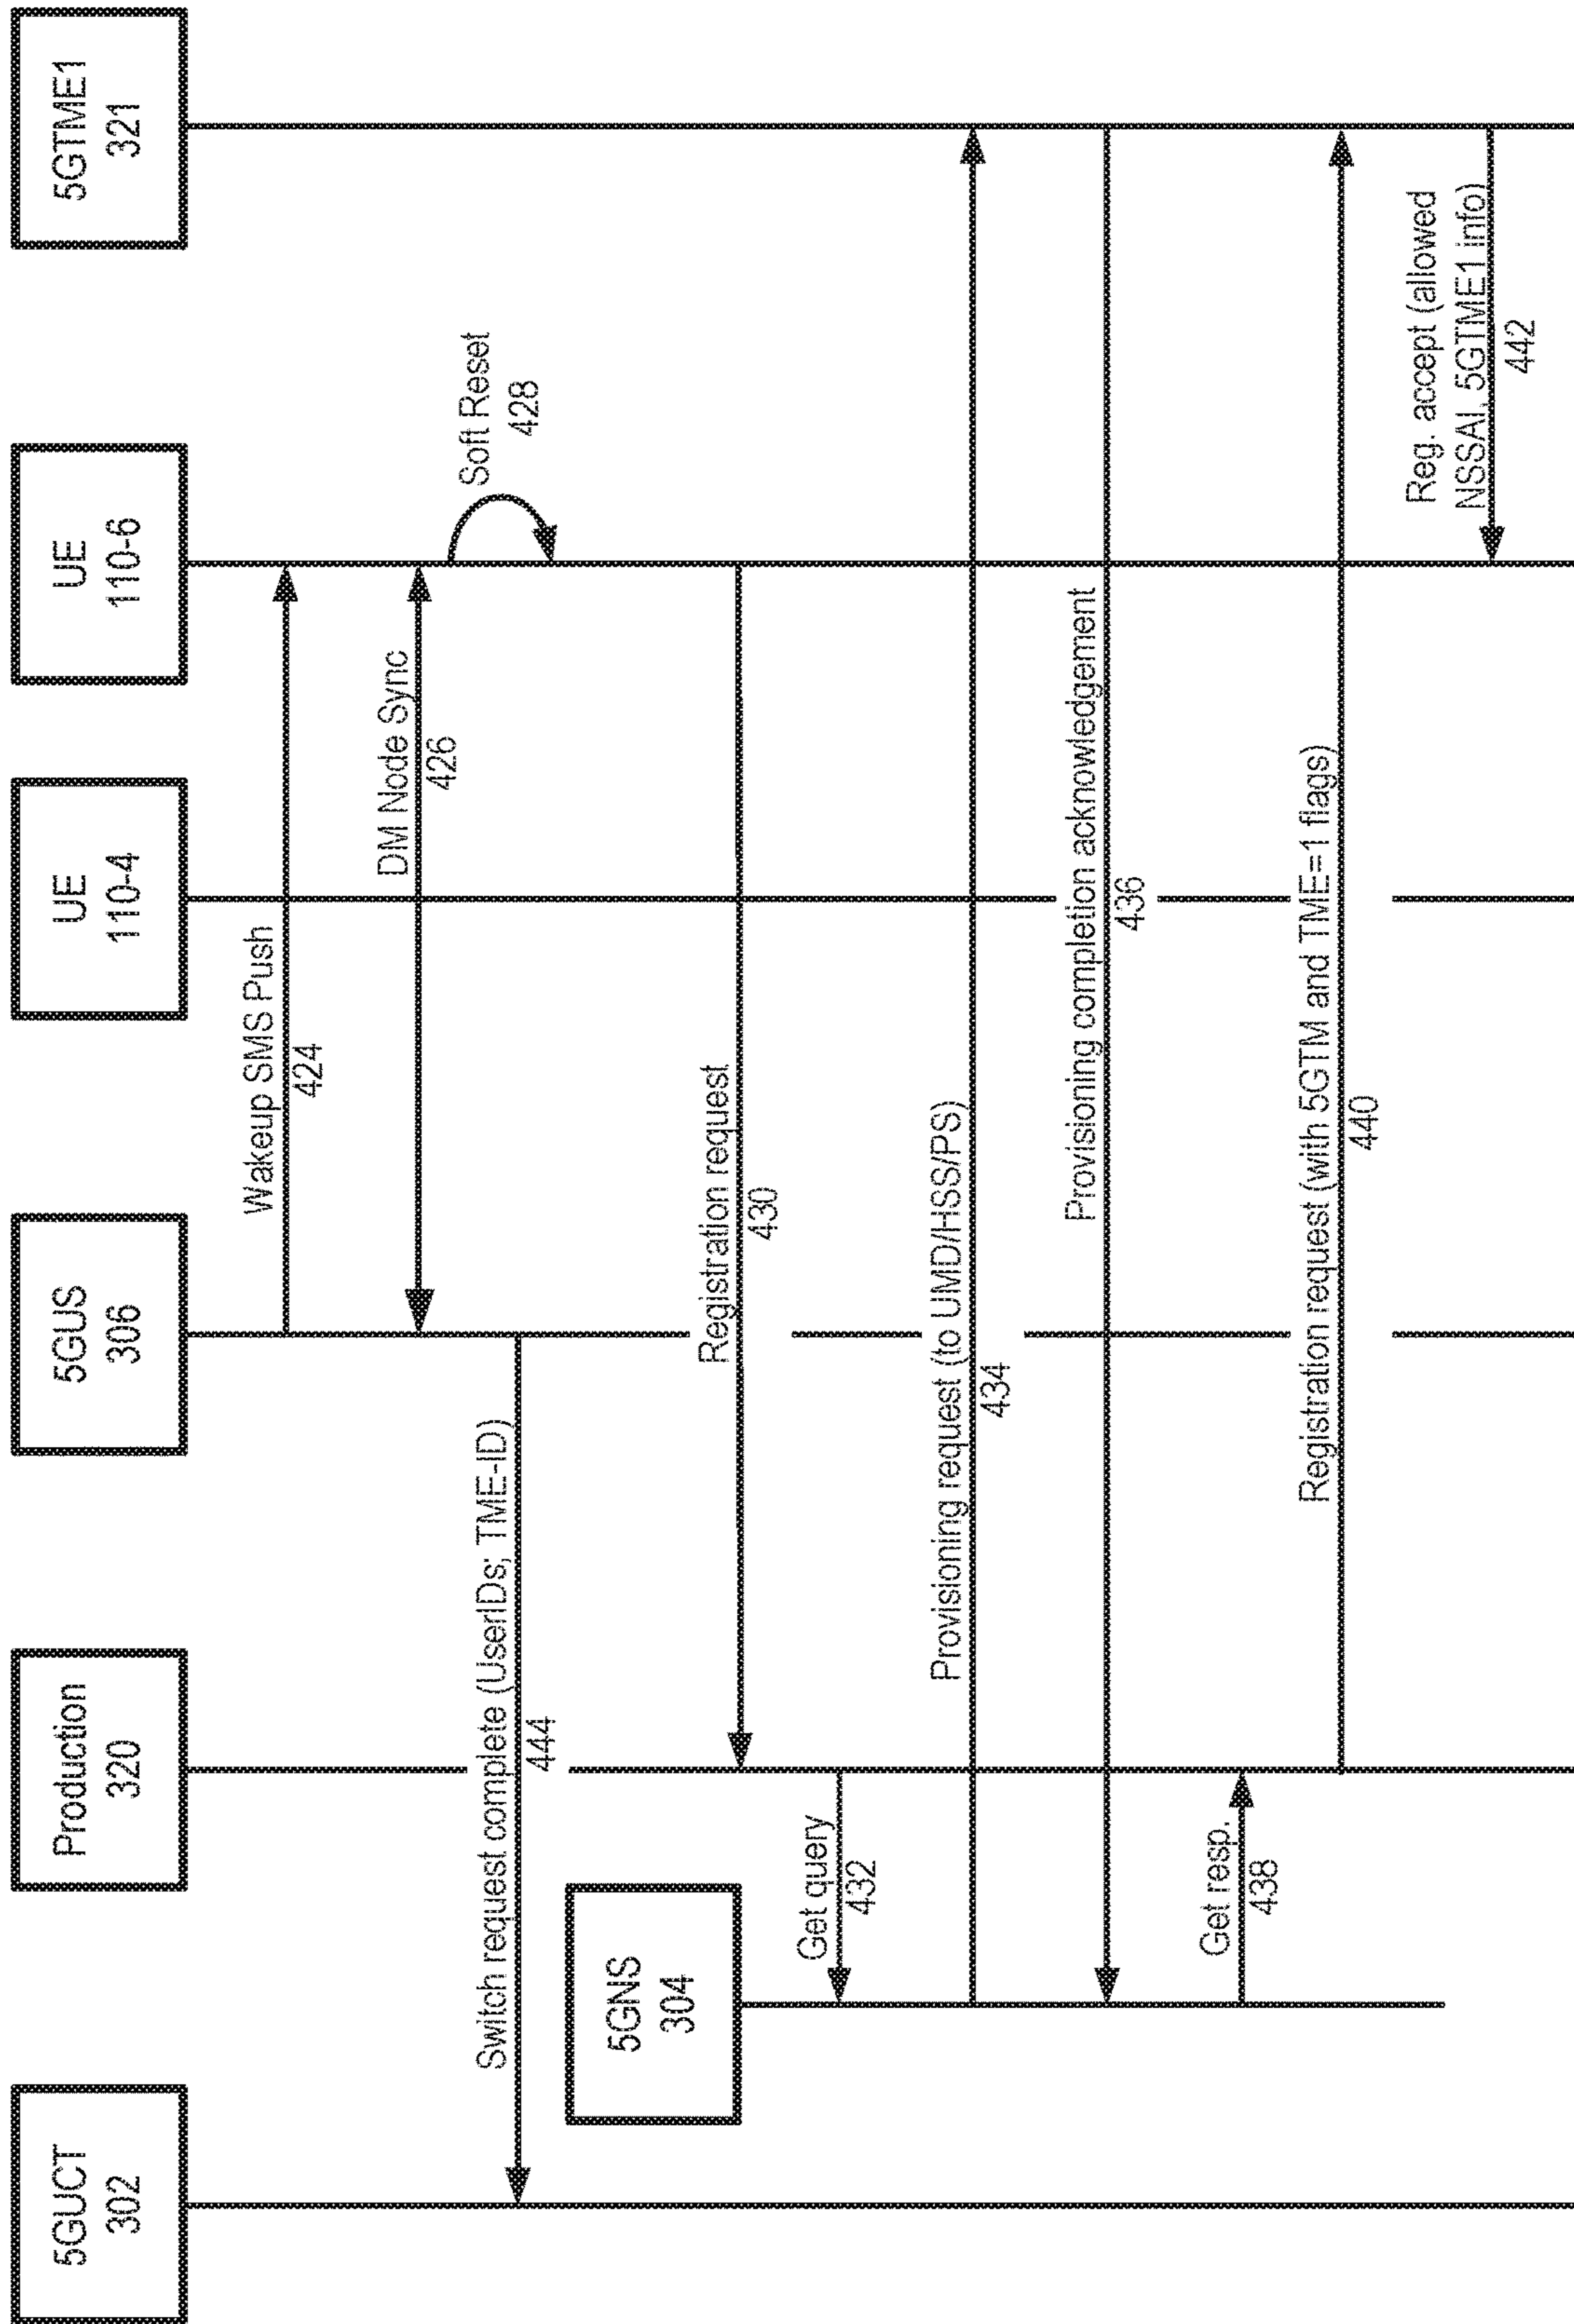 5GUCT
302
Production
320
5GUS
306
UE
110-4
UE
110-6
5GTME1
321
Wakeup SMS Push
424
DM Node Sync
426
Soft Reset
428
Switch request complete (UserIDs; TME-ID)
444
5GNS
304
Registration request
430
Get query
432
Provisioning request (to UMD/HSS/PS)
434
Provisioning completion acknowledgement
436
Get resp.
438
Registration request (with 5GTM and TME=1 flags)
440
Reg. accept (allowed
NSSAI, 5GTME1 info)
442